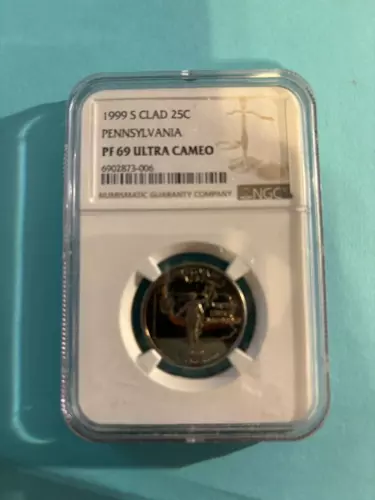 1999 S CLAD 25C
PENNSYLVANIA
PF 69 ULTRA CAMEO
6902873-006
NUMISMATIC GUARANTY COMPANY
NGC